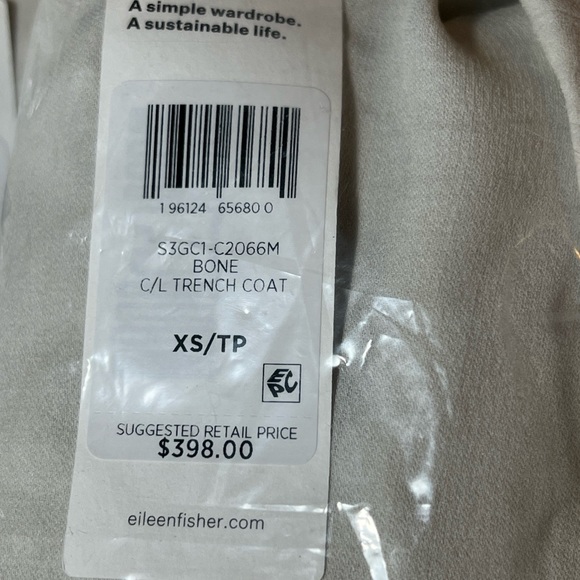 A simple wardrobe.
A sustainable life.
1 96124 65680 0
S3GC1-C2066M
BONE
C/L TRENCH COAT
XS/TP
EPC
SUGGESTED RETAIL PRICE
$398.00
eileenfisher.com